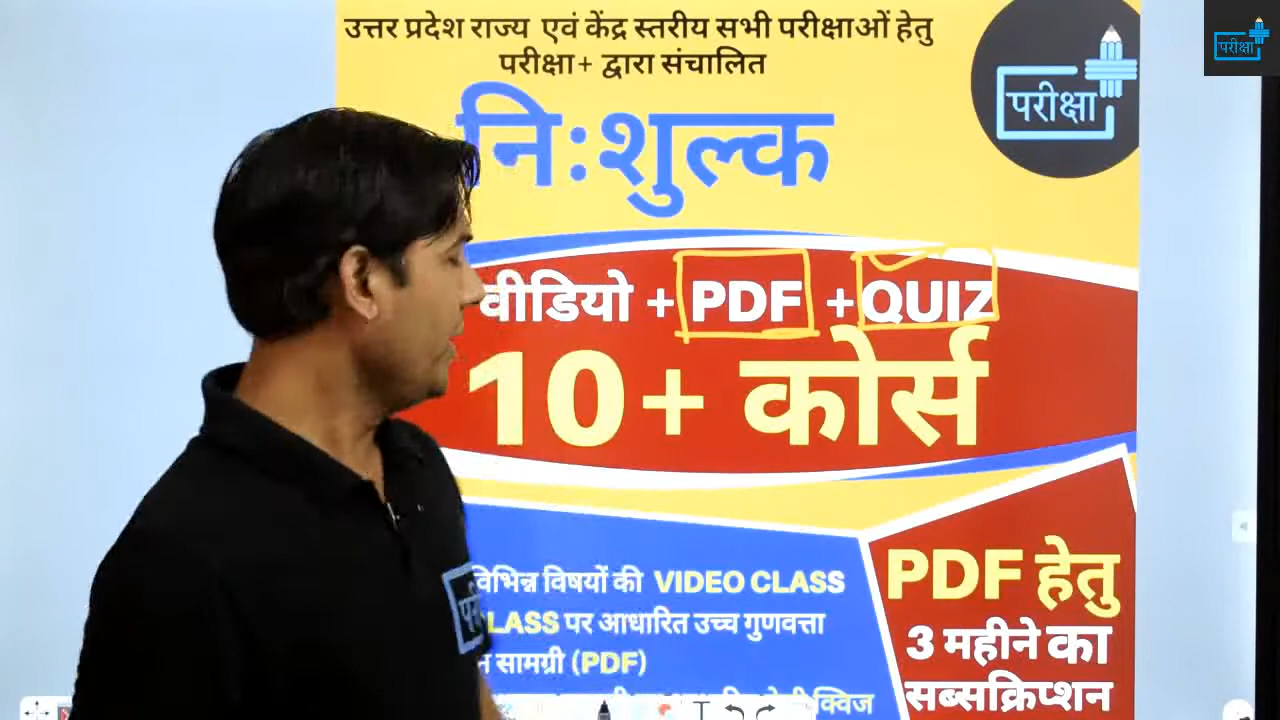 उत्तर प्रदेश राज्य एवं केंद्र स्तरीय सभी परीक्षाओं हेतु
परीक्षा+ द्वारा संचालित
परीक्षा
परीक्षा
निःशुल्क
वीडियो + PDF + QUIZ
10+ कोर्स
विभिन्न विषयों की VIDEO CLASS
CLASS पर आधारित उच्च गुणवत्ता
सामग्री (PDF)
क्विज
PDF हेतु
3 महीने का
सब्सक्रिप्शन